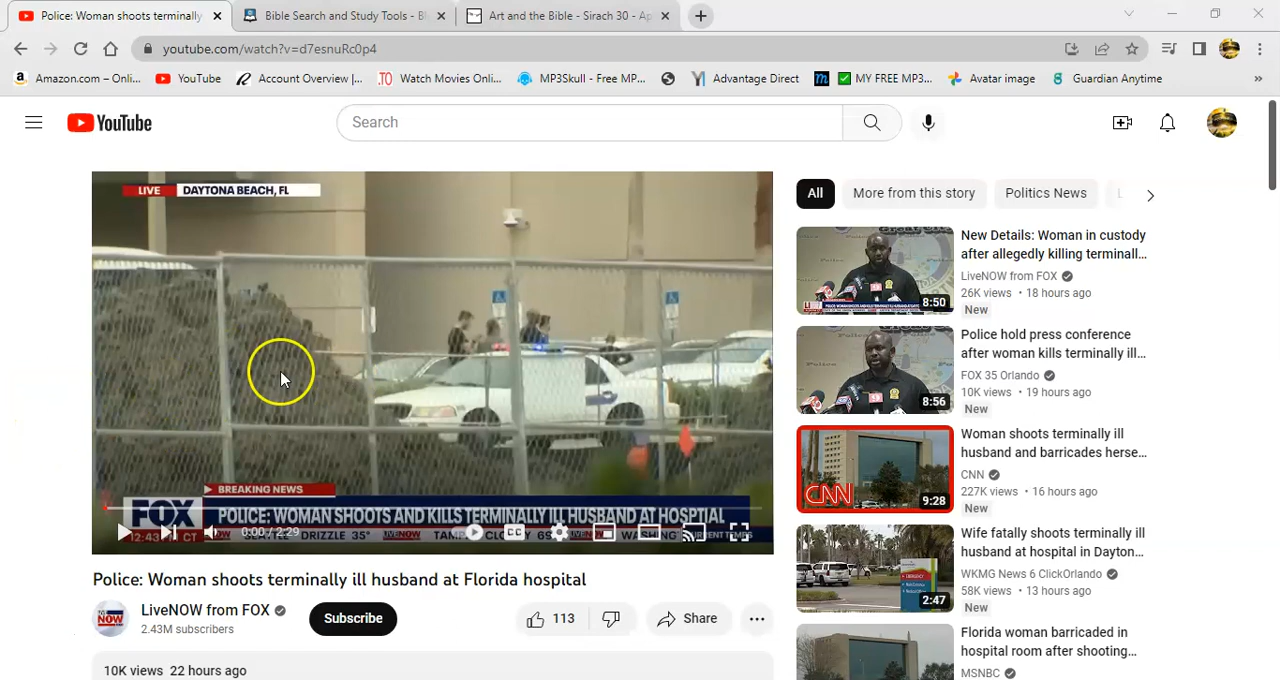 Police: Woman shoots terminally
Bible Search and Study Tools - Bl
Art and the Bible - Sirach 30 - Ap
youtube.com/watch?v=d7esnuRc0p4
Amazon.com – Onli...
YouTube
Account Overview |...
.TO Watch Movies Onl...
MP3Skull - Free MP...
Advantage Direct
MY FREE MP3...
Avatar image
Guardian Anytime
YouTube
Search
LIVE DAYTONA BEACH, FL
BREAKING NEWS
FOX
POLICE: WOMAN SHOOTS AND KILLS TERMINALLY ILL HUSBAND AT HOSPTIAL
0:00 / 2:29
CC
Police: Woman shoots terminally ill husband at Florida hospital
LIVE NOW
LiveNOW from FOX
2.43M subscribers
Subscribe
113
Share
10K views 22 hours ago
All
More from this story
Politics News
New Details: Woman in custody
after allegedly killing terminall...
LiveNOW from FOX
26K views • 18 hours ago
New
8:50
Police hold press conference
after woman kills terminally ill...
FOX 35 Orlando
10K views • 19 hours ago
New
8:56
Woman shoots terminally ill
husband and barricades herse...
CNN
227K views • 16 hours ago
New
CNN
9:28
Wife fatally shoots terminally ill
husband at hospital in Dayton...
WKMG News 6 ClickOrlando
58K views • 13 hours ago
New
2:47
Florida woman barricaded in
hospital room after shooting...
MSNBC